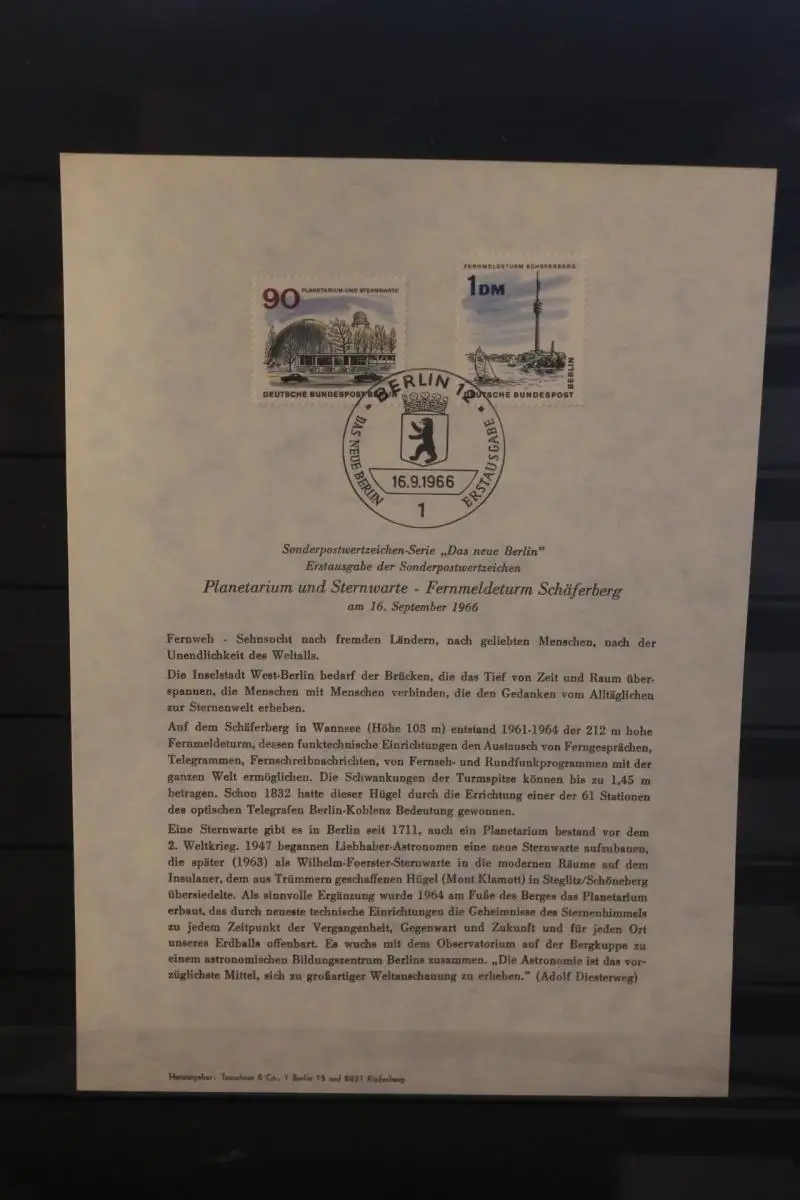 90 PLANETARIUM UND STERNWARTE
DEUTSCHE BUNDESPOST BERLIN
FERNMELDETURM SCHÄFERBERG
1DM
BERLIN
DEUTSCHE BUNDESPOST
BERLIN 12
DAS NEUE BERLIN
ERSTAUSGABE
16.9.1966
1
Sonderpostwertzeichen-Serie „Das neue Berlin”
Erstausgabe der Sonderpostwertzeichen
Planetarium und Sternwarte - Fernmeldeturm Schäferberg
am 16. September 1966
Fernweh - Sehnsucht nach fremden Ländern, nach geliebten Menschen, nach der
Unendlichkeit des Weltalls.
Die Inselstadt West-Berlin bedarf der Brücken, die das Tief von Zeit und Raum über-
spannen, die Menschen mit Menschen verbinden, die den Gedanken vom Alltäglichen
zur Sternenwelt erheben.
Auf dem Schäferberg in Wannsee (Höhe 103 m) entstand 1961-1964 der 212 m hohe
Fernmeldeturm, dessen funktechnische Einrichtungen den Austausch von Ferngesprächen,
Telegrammen, Fernschreibnachrichten, von Fernseh- und Rundfunkprogrammen mit der
ganzen Welt ermöglichen. Die Schwankungen der Turmspitze können bis zu 1,45 m
betragen. Schon 1832 hatte dieser Hügel durch die Errichtung einer der 61 Stationen
des optischen Telegrafen Berlin-Koblenz Bedeutung gewonnen.
Eine Sternwarte gibt es in Berlin seit 1711, auch ein Planetarium bestand vor dem
2. Weltkrieg. 1947 begannen Liebhaber-Astronomen eine neue Sternwarte aufzubauen,
die später (1963) als Wilhelm-Foerster-Sternwarte in die modernen Räume auf dem
Insulaner, dem aus Trümmern geschaffenen Hügel (Mont Klamott) in Steglitz/Schöneberg
übersiedelte. Als sinnvolle Ergänzung wurde 1964 am Fuße des Berges das Planetarium
erbaut, das durch neueste technische Einrichtungen die Geheimnisse des Sternenhimmels
zu jedem Zeitpunkt der Vergangenheit, Gegenwart und Zukunft und für jeden Ort
unseres Erdballs offenbart. Es wuchs mit dem Observatorium auf der Bergkuppe zu
einem astronomischen Bildungszentrum Berlins zusammen. „Die Astronomie ist das vor-
züglichste Mittel, sich zu großartiger Weltanschauung zu erheben.” (Adolf Diesterweg)
Herausgeber: Taeschner & Co., 1 Berlin 15 und 8831 Kipfenberg